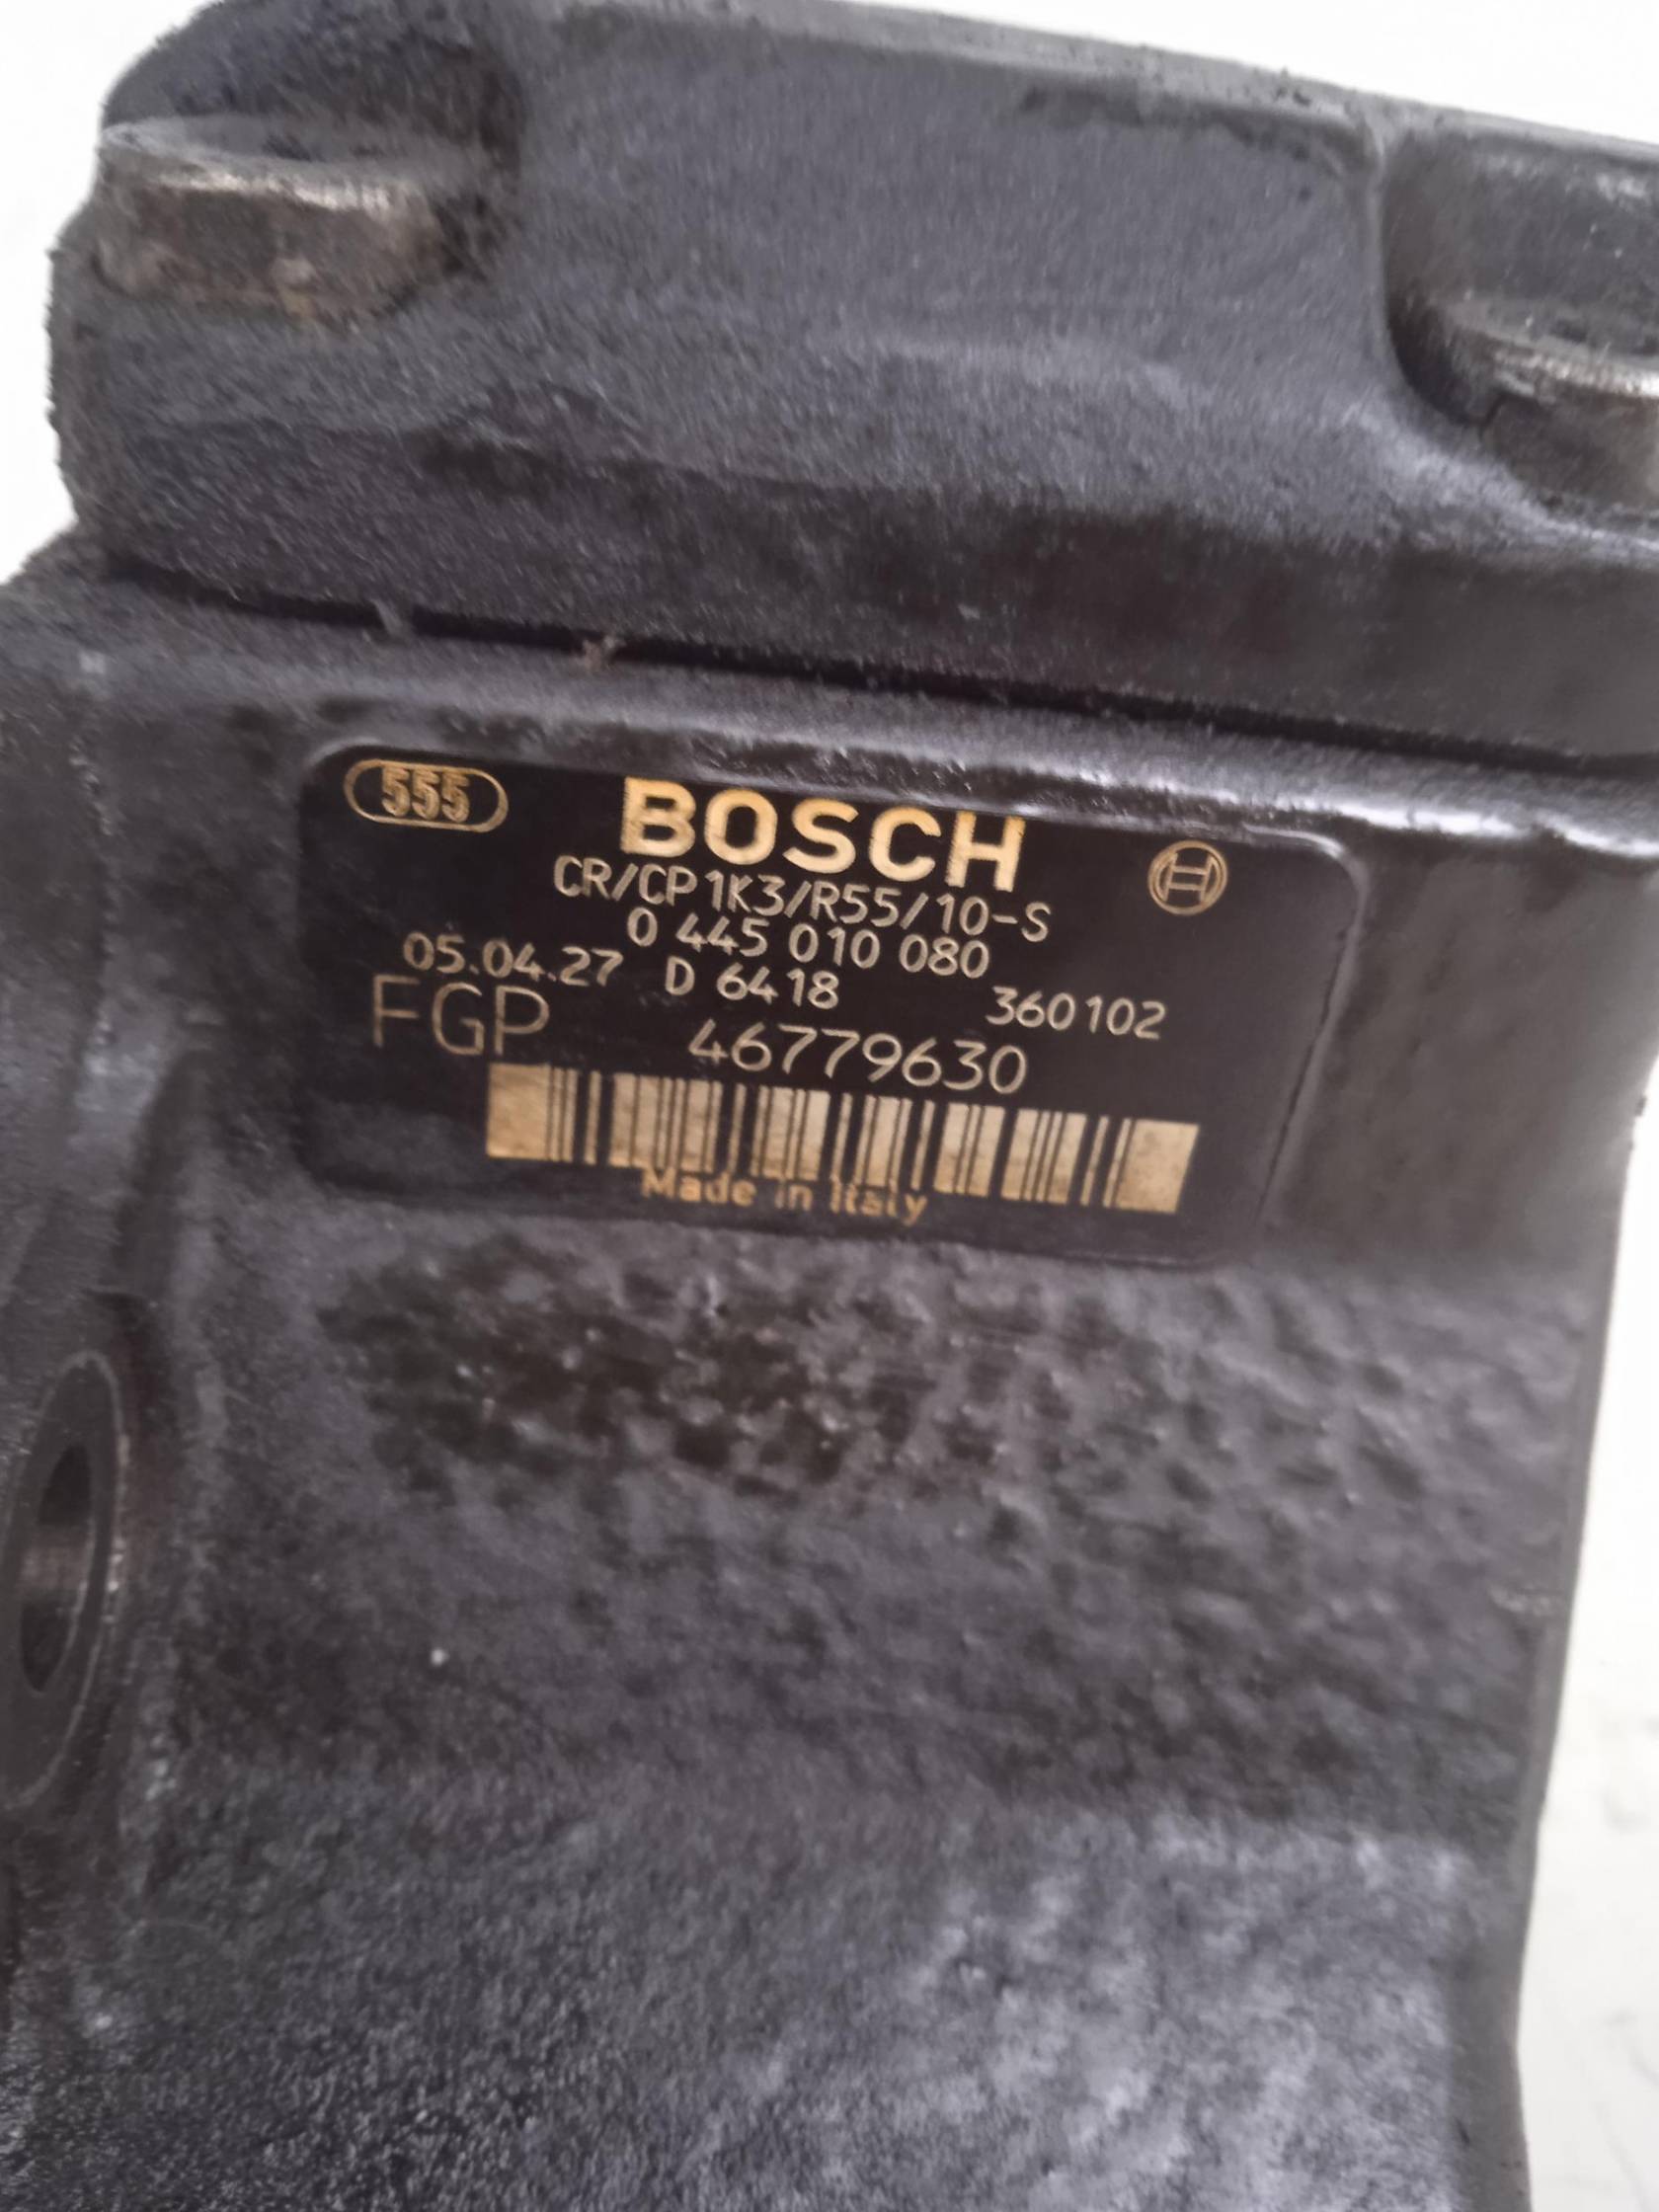 555 BOSCH
CR/CP1K3/R55/10-S
0 445 010 080
05.04.27 D 6418 360102
FGP 46779630
Made in Italy